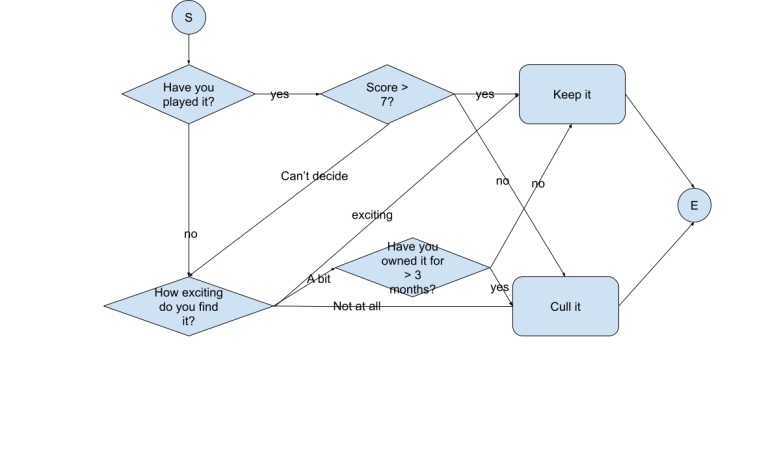 S
Have you
played it?
yes
Score >
7?
yes
Keep it
Can't decide
no
no
E
exciting
no
Have you
owned it for
> 3
months?
A bit
yes
How exciting
do you find
it?
Not at all
Cull it